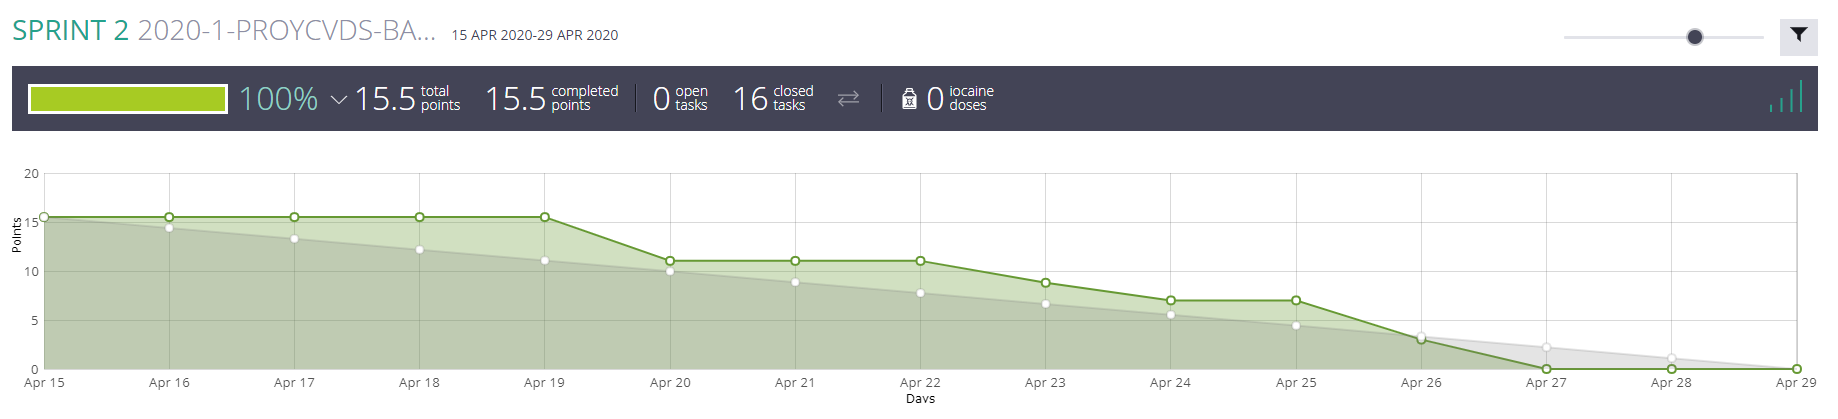 SPRINT 2 2020-1-PROYCVDS-BA... 15 APR 2020-29 APR 2020
100% 15.5 total points 15.5 completed points 0 open tasks 16 closed tasks 0 iocaine doses
20
15
10
5
0
Points
Apr 15 Apr 16 Apr 17 Apr 18 Apr 19 Apr 20 Apr 21 Apr 22 Apr 23 Apr 24 Apr 25 Apr 26 Apr 27 Apr 28 Apr 29
Days